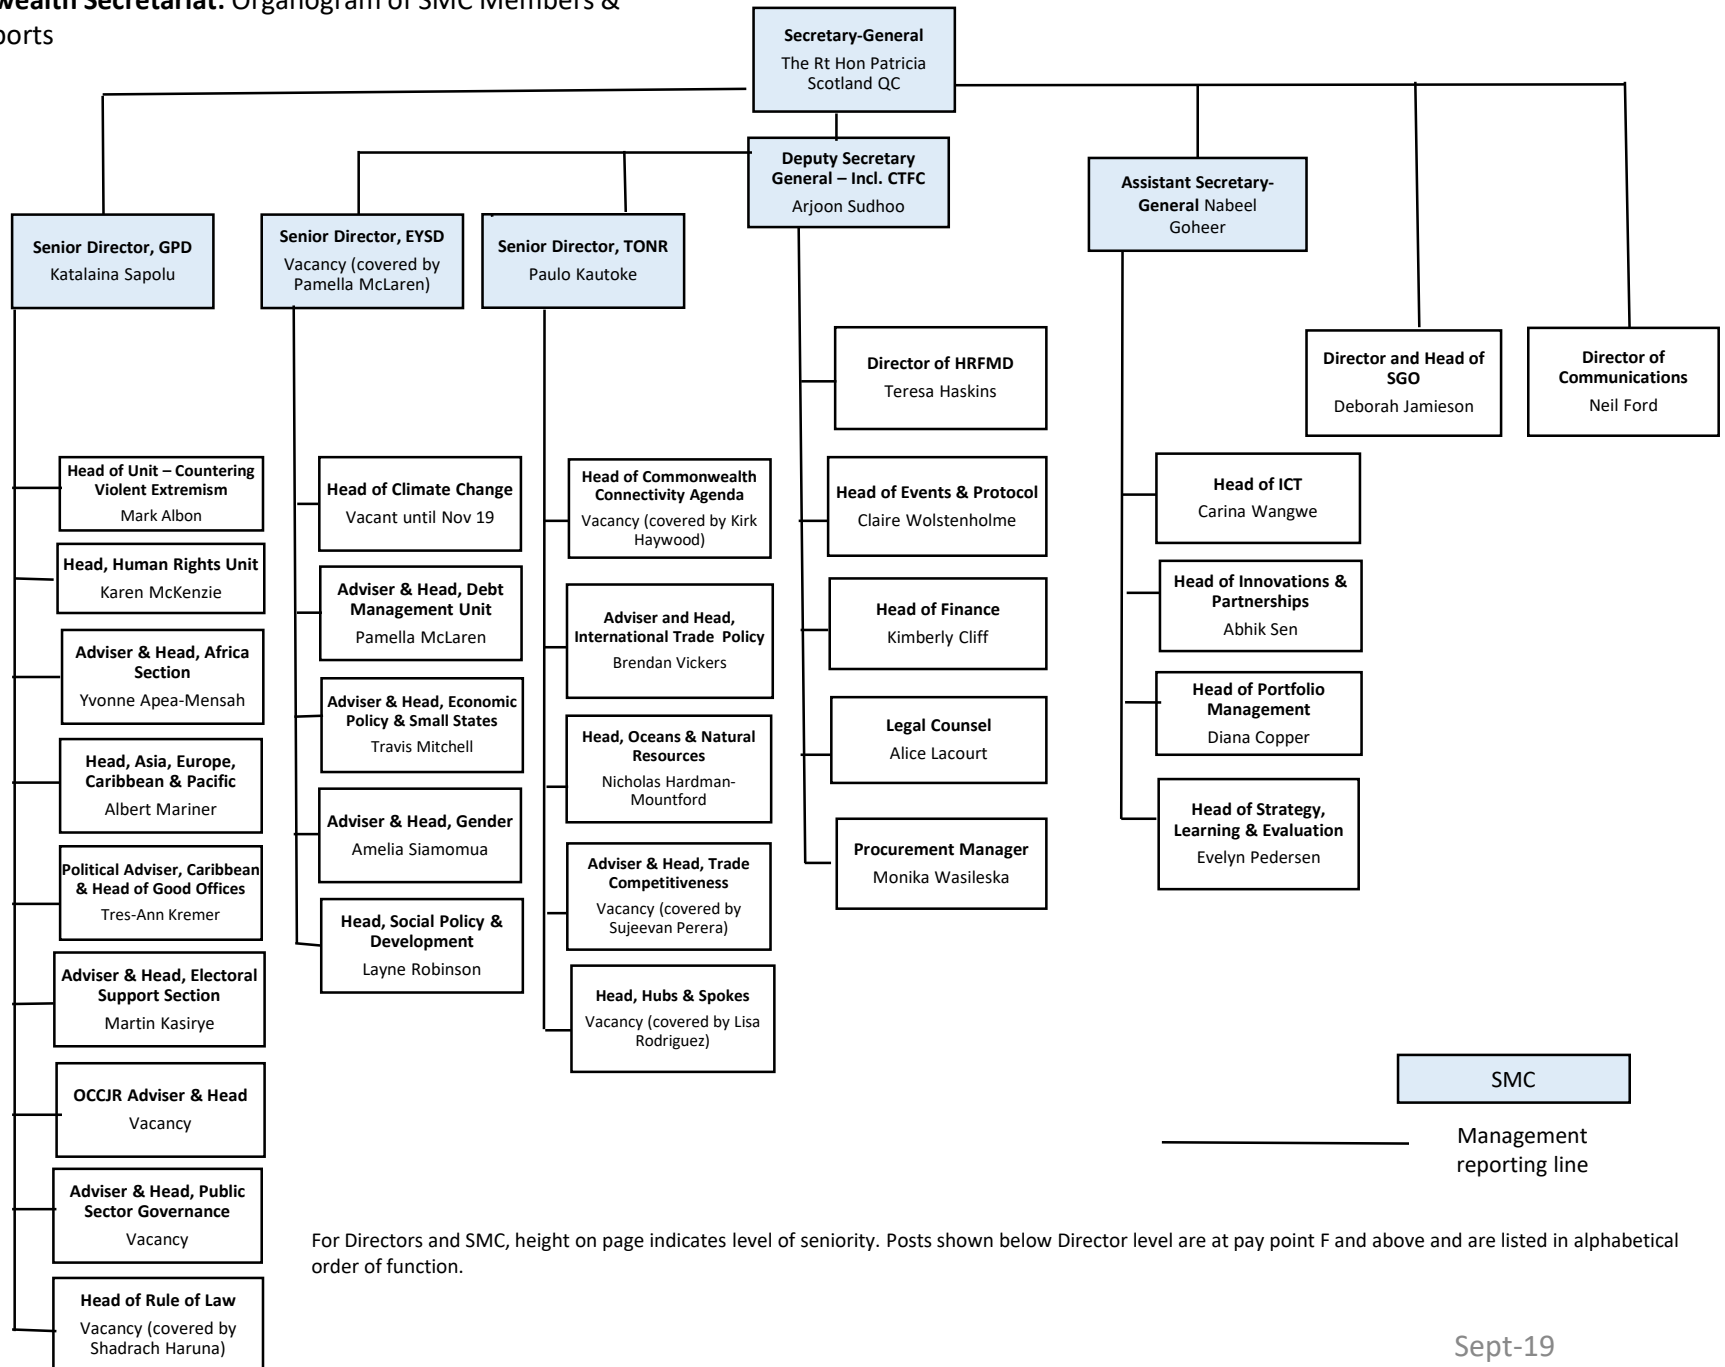 wealth Secretariat: Organogram of SMC Members &
ports
Secretary-General
The Rt Hon Patricia
Scotland QC
Deputy Secretary
General – Incl. CTFC
Arjoon Sudhoo
Assistant Secretary-
General Nabeel
Goheer
Senior Director, GPD
Katalaina Sapolu
Senior Director, EYSD
Vacancy (covered by
Pamella McLaren)
Senior Director, TONR
Paulo Kautoke
Director of HRFMD
Teresa Haskins
Director and Head of
SGO
Deborah Jamieson
Director of
Communications
Neil Ford
Head of Unit – Countering
Violent Extremism
Mark Albon
Head, Human Rights Unit
Karen McKenzie
Adviser & Head, Africa
Section
Yvonne Apea-Mensah
Head, Asia, Europe,
Caribbean & Pacific
Albert Mariner
Political Adviser, Caribbean
& Head of Good Offices
Tres-Ann Kremer
Adviser & Head, Electoral
Support Section
Martin Kasirye
OCCJR Adviser & Head
Vacancy
Adviser & Head, Public
Sector Governance
Vacancy
Head of Rule of Law
Vacancy (covered by
Shadrach Haruna)
Head of Climate Change
Vacant until Nov 19
Adviser & Head, Debt
Management Unit
Pamella McLaren
Adviser & Head, Economic
Policy & Small States
Travis Mitchell
Adviser & Head, Gender
Amelia Siamomua
Head, Social Policy &
Development
Layne Robinson
Head of Commonwealth
Connectivity Agenda
Vacancy (covered by Kirk
Haywood)
Adviser and Head,
International Trade Policy
Brendan Vickers
Head, Oceans & Natural
Resources
Nicholas Hardman-
Mountford
Adviser & Head, Trade
Competitiveness
Vacancy (covered by
Sujeevan Perera)
Head, Hubs & Spokes
Vacancy (covered by Lisa
Rodriguez)
Head of Events & Protocol
Claire Wolstenholme
Head of Finance
Kimberly Cliff
Legal Counsel
Alice Lacourt
Procurement Manager
Monika Wasileska
Head of ICT
Carina Wangwe
Head of Innovations &
Partnerships
Abhik Sen
Head of Portfolio
Management
Diana Copper
Head of Strategy,
Learning & Evaluation
Evelyn Pedersen
SMC
Management
reporting line
For Directors and SMC, height on page indicates level of seniority. Posts shown below Director level are at pay point F and above and are listed in alphabetical
order of function.
Sept-19